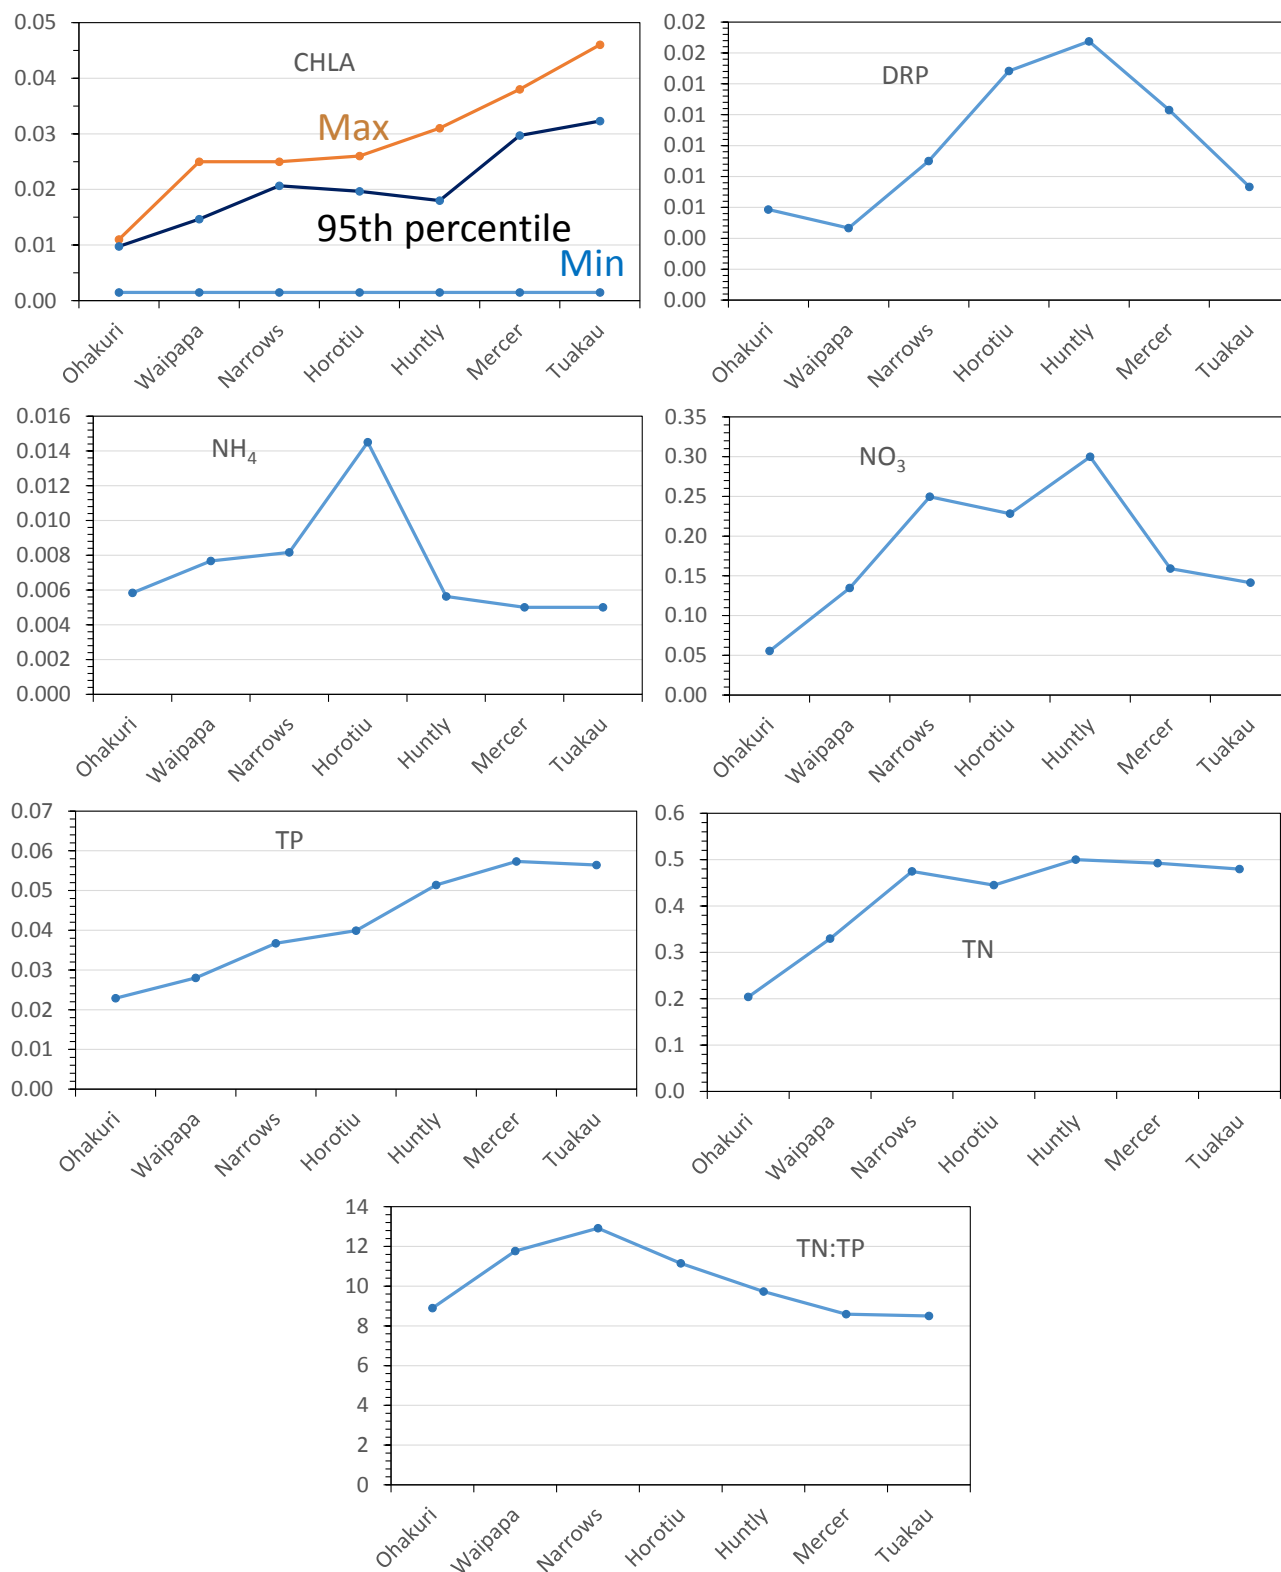 0.05
0.04
0.03
0.02
0.01
0.00
CHLA
Max
95th percentile
Min
Ohakuri
Waipapa
Narrows
Horotiu
Huntly
Mercer
Tuakau
0.02
0.02
0.01
0.01
0.01
0.01
0.01
0.00
0.00
0.00
DRP
Ohakuri
Waipapa
Narrows
Horotiu
Huntly
Mercer
Tuakau
0.016
0.014
0.012
0.010
0.008
0.006
0.004
0.002
0.000
NH₄
Ohakuri
Waipapa
Narrows
Horotiu
Huntly
Mercer
Tuakau
0.35
0.30
0.25
0.20
0.15
0.10
0.05
0.00
NO₃
Ohakuri
Waipapa
Narrows
Horotiu
Huntly
Mercer
Tuakau
0.07
0.06
0.05
0.04
0.03
0.02
0.01
0.00
TP
Ohakuri
Waipapa
Narrows
Horotiu
Huntly
Mercer
Tuakau
0.6
0.5
0.4
0.3
0.2
0.1
0.0
TN
Ohakuri
Waipapa
Narrows
Horotiu
Huntly
Mercer
Tuakau
14
12
10
8
6
4
2
0
TN:TP
Ohakuri
Waipapa
Narrows
Horotiu
Huntly
Mercer
Tuakau